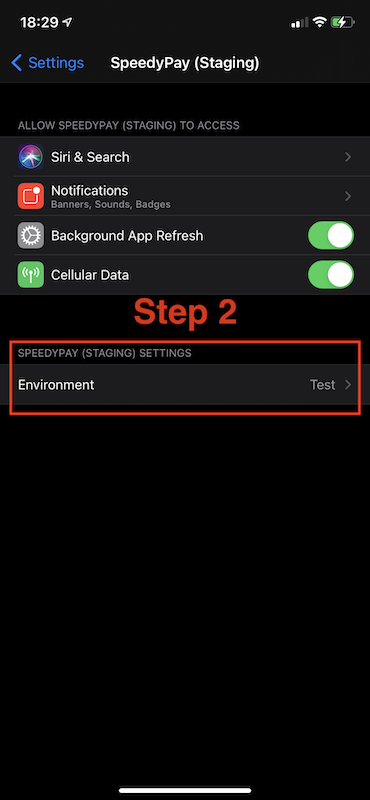 18:29
Settings
SpeedyPay (Staging)
ALLOW SPEEDYPAY (STAGING) TO ACCESS
Siri & Search
Notifications
Banners, Sounds, Badges
Background App Refresh
Cellular Data
Step 2
SPEEDYPAY (STAGING) SETTINGS
Environment Test